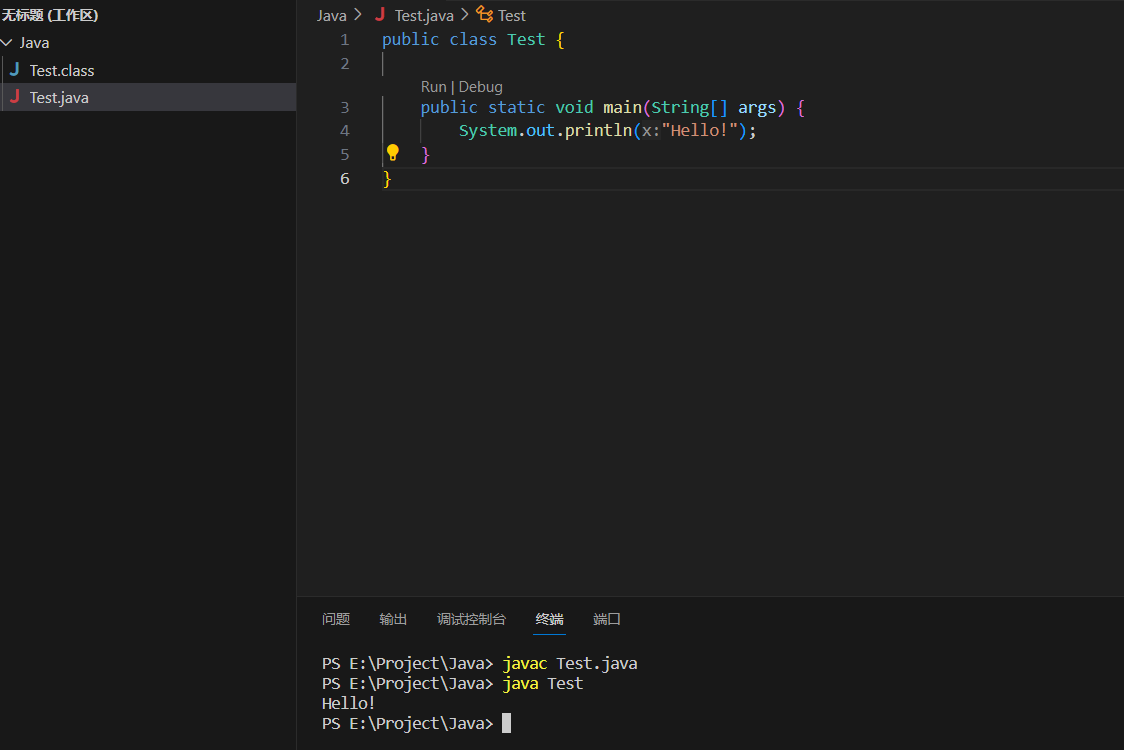 无标题 (工作区)
Java
Test.class
Test.java
Java > Test.java > Test
1 public class Test {
2
Run | Debug
3 public static void main(String[] args) {
4 System.out.println(x:"Hello!");
5 }
6 }
问题 输出 调试控制台 终端 端口
PS E:\Project\Java> javac Test.java
PS E:\Project\Java> java Test
Hello!
PS E:\Project\Java>